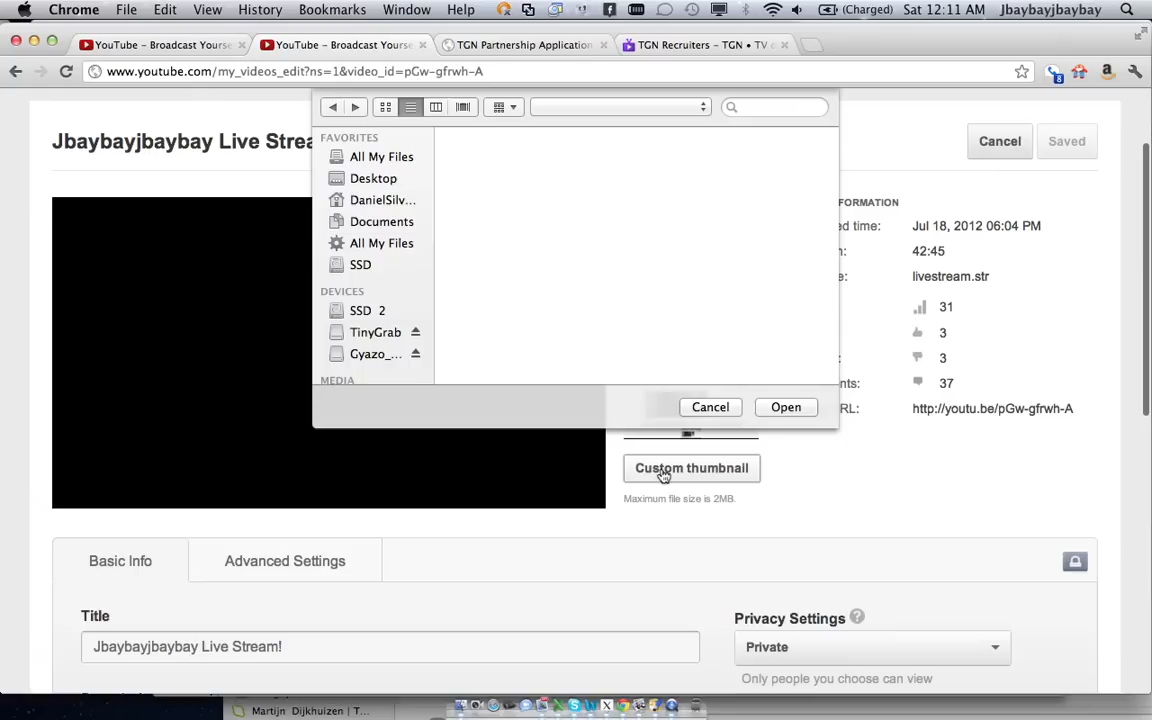 Chrome File Edit View History Bookmarks Window Help (Charged) Sat 12:11 AM Jbaybayjbaybay
YouTube - Broadcast Yourse YouTube - Broadcast Yourse TGN Partnership Application TGN Recruiters - TGN • TV
www.youtube.com/my_videos_edit?ns=1&video_id=pGw-gfrwh-A
8
Jbaybayjbaybay Live Strea
Cancel
Saved
FAVORITES
All My Files
Desktop
DanielSilv...
Documents
All My Files
SSD
DEVICES
SSD 2
TinyGrab
Gyazo_...
MEDIA
Cancel
Open
FORMATION
ed time: Jul 18, 2012 06:04 PM
n: 42:45
e: livestream.str
31
3
: 3
nts: 37
RL: http://youtu.be/pGw-gfrwh-A
Custom thumbnail
Maximum file size is 2MB.
Basic Info
Advanced Settings
Title
Jbaybayjbaybay Live Stream!
Privacy Settings ?
Private
Only people you choose can view
Martijn Dijkhuizen | T...